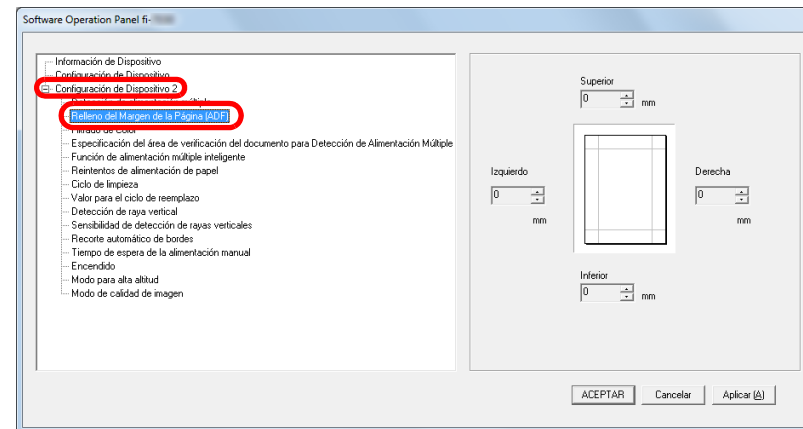 Software Operation Panel fi-
Información de Dispositivo
Configuración de Dispositivo
Configuración de Dispositivo 2
Relleno del Margen de la Página (ADF)
Filtrado de Color
Especificación del área de verificación del documento para Detección de Alimentación Múltiple
Función de alimentación múltiple inteligente
Reintentos de alimentación de papel
Ciclo de limpieza
Valor para el ciclo de reemplazo
Detección de raya vertical
Sensibilidad de detección de rayas verticales
Recorte automático de bordes
Tiempo de espera de la alimentación manual
Encendido
Modo para alta altitud
Modo de calidad de imagen
Superior
0 mm
Izquierdo
0
mm
Derecha
0
mm
Inferior
0 mm
ACEPTAR Cancelar Aplicar (A)